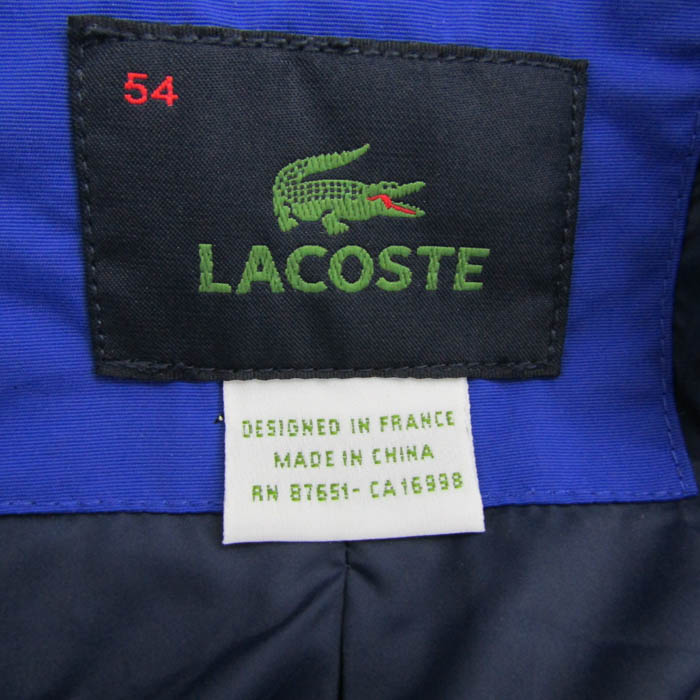 54
LACOSTE
DESIGNED IN FRANCE
MADE IN CHINA
RN 87651- CA16998